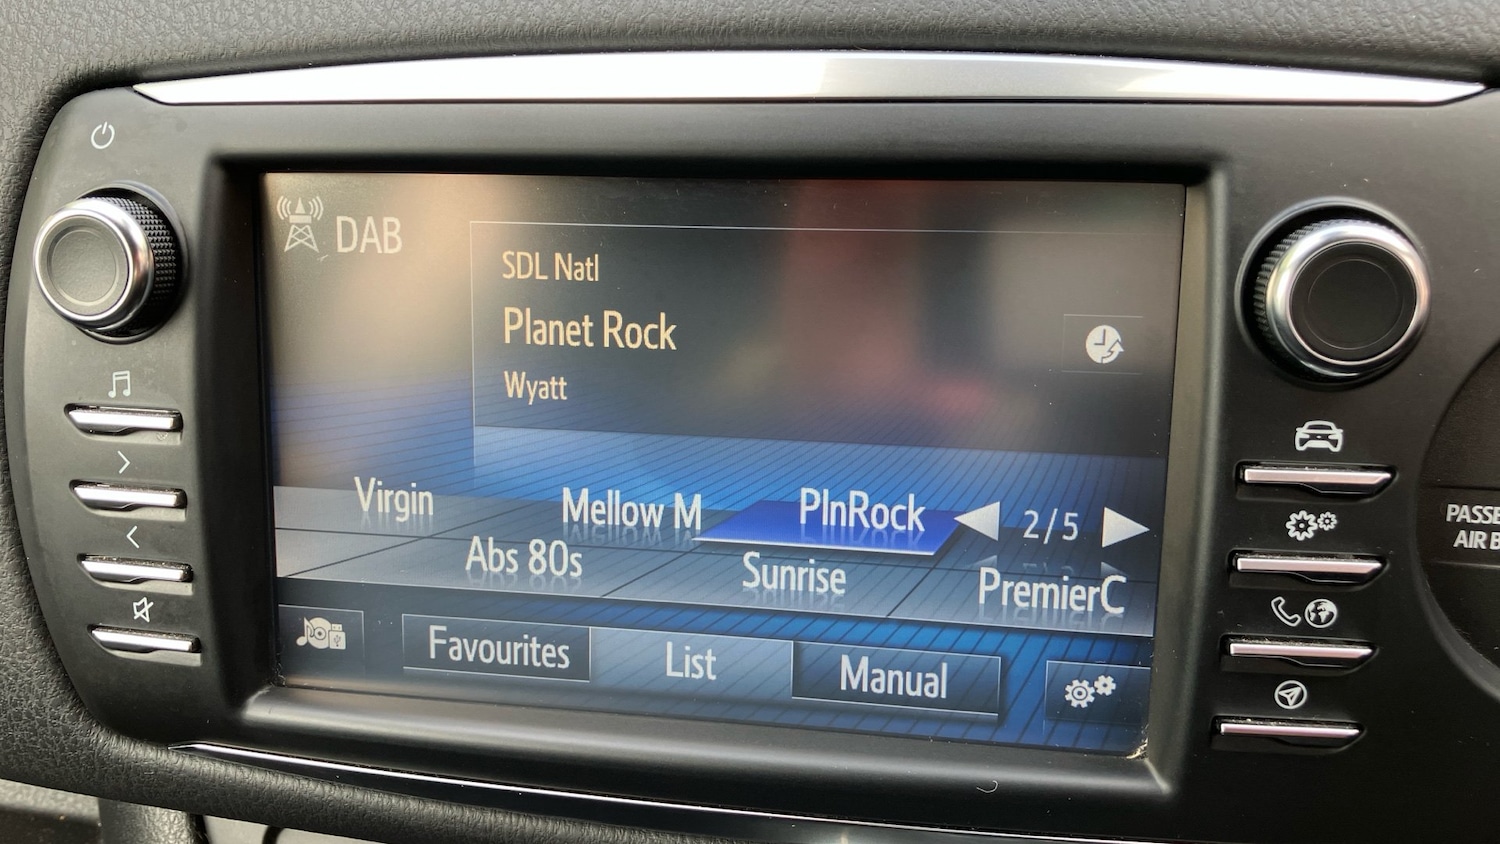 DAB
SDL Natl
Planet Rock
Wyatt
Virgin
Mellow M
PlnRock
2/5
Abs 80s
Sunrise
PremierC
Favourites
List
Manual
PASSE
AIR B